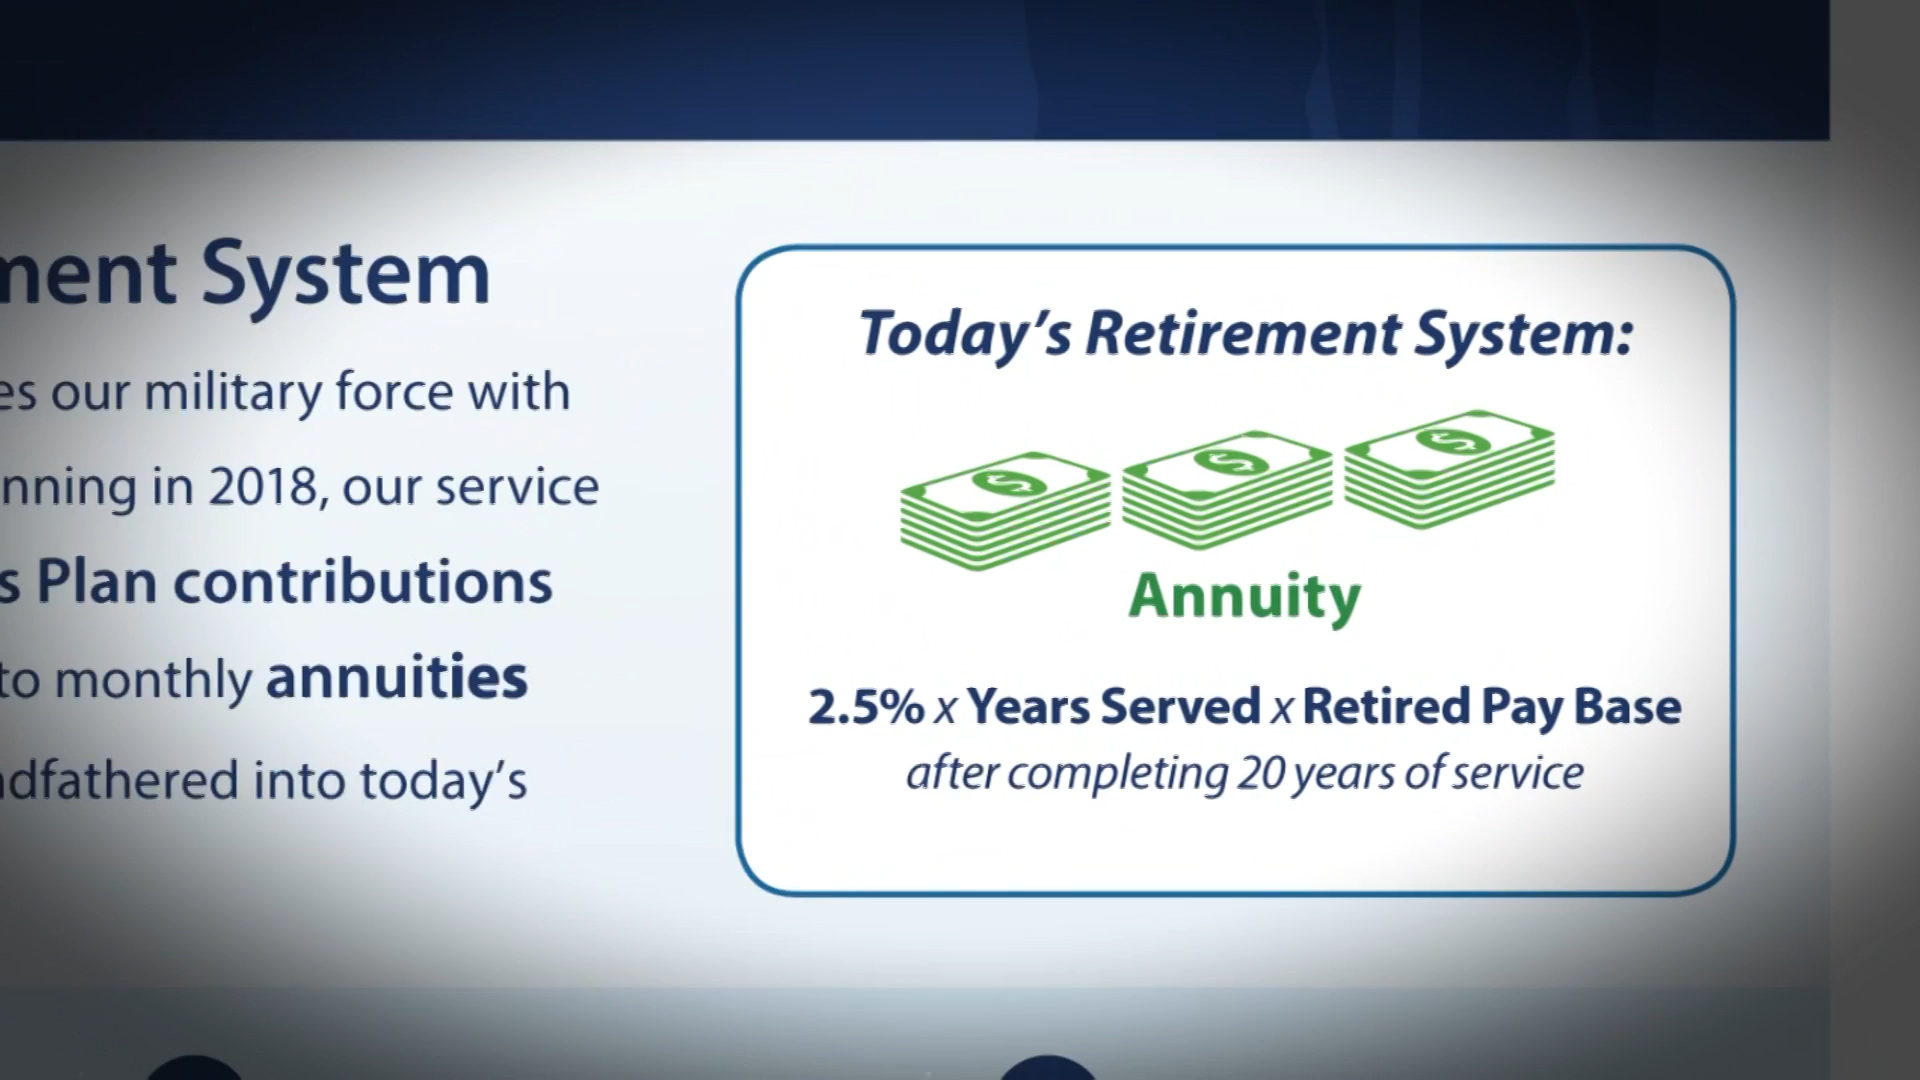 ment System
es our military force with
nning in 2018, our service
s Plan contributions
to monthly annuities
dfathered into today's
Today's Retirement System:
Annuity
2.5% x Years Served x Retired Pay Base
after completing 20 years of service